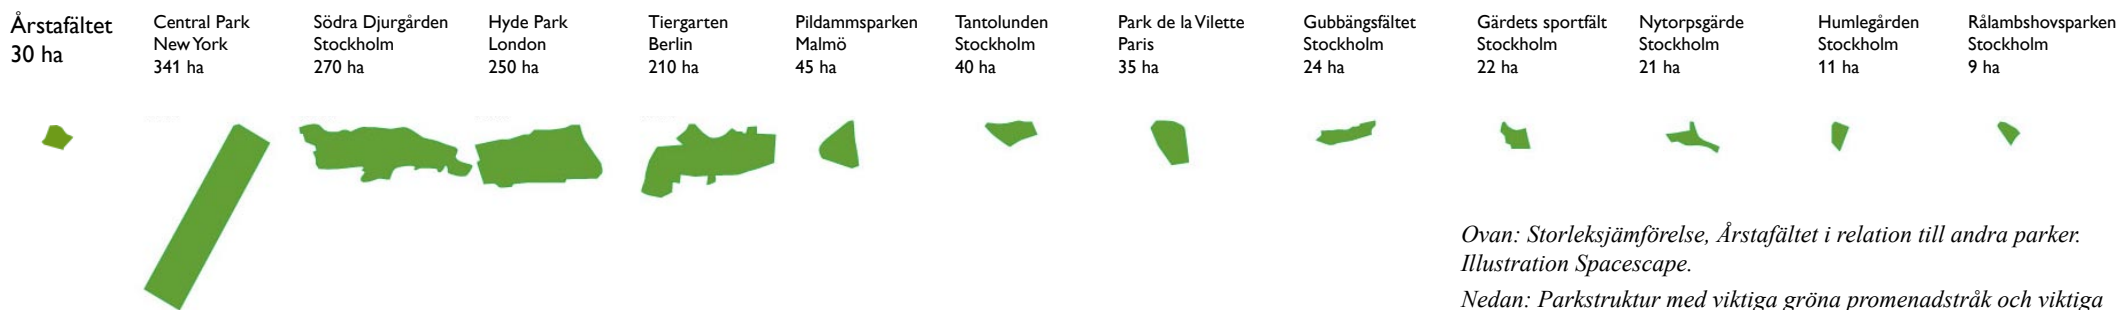 Årstafältet
30 ha
Central Park
New York
341 ha
Södra Djurgården
Stockholm
270 ha
Hyde Park
London
250 ha
Tiergarten
Berlin
210 ha
Pildammsparken
Malmö
45 ha
Tantolunden
Stockholm
40 ha
Park de la Vilette
Paris
35 ha
Gubbängsfältet
Stockholm
24 ha
Gärdets sportfält
Stockholm
22 ha
Nytorpsgärde
Stockholm
21 ha
Humlegården
Stockholm
11 ha
Rålambshovsparken
Stockholm
9 ha
Ovan: Storleksjämförelse, Årstafältet i relation till andra parker.
Illustration Spacescape.
Nedan: Parkstruktur med viktiga gröna promenadstråk och viktiga